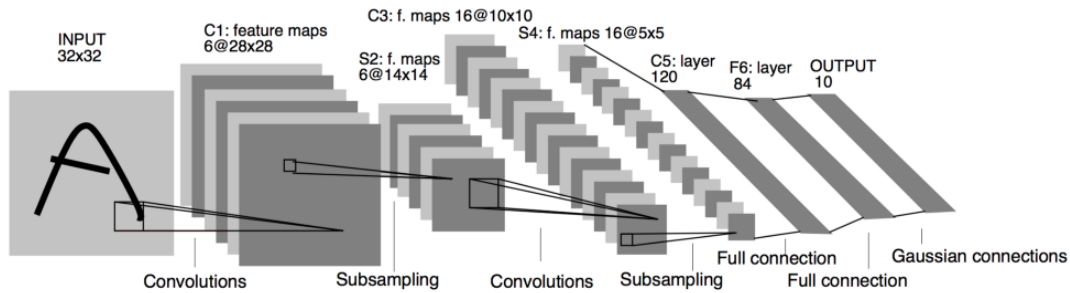 INPUT
32x32
C1: feature maps
6@28x28
S2: f. maps
6@14x14
C3: f. maps 16@10x10
S4: f. maps 16@5x5
C5: layer
120
F6: layer
84
OUTPUT
10
Convolutions
Subsampling
Convolutions
Subsampling
Full connection
Full connection
Gaussian connections